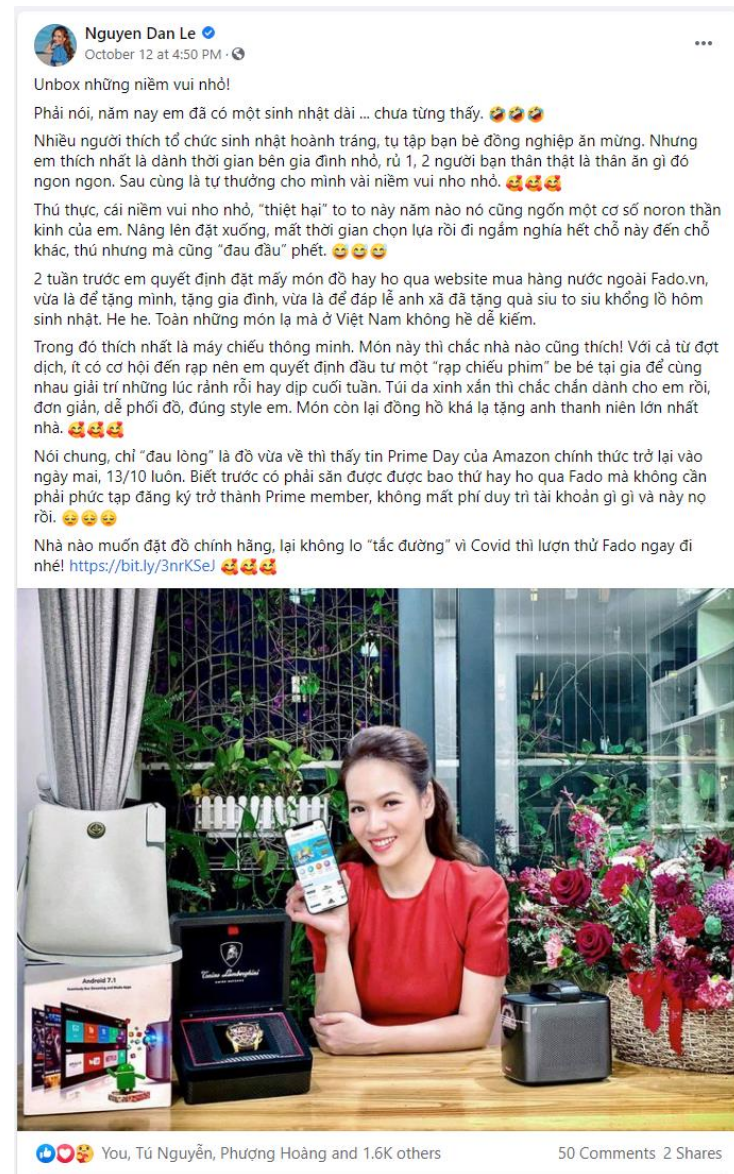 Nguyen Dan Le
October 12 at 4:50 PM ·
Unbox những niềm vui nhỏ!
Phải nói, năm nay em đã có một sinh nhật dài ... chưa từng thấy. 🤣🤣🤣
Nhiều người thích tổ chức sinh nhật hoành tráng, tụ tập bạn bè đồng nghiệp ăn mừng. Nhưng
em thích nhất là dành thời gian bên gia đình nhỏ, rủ 1, 2 người bạn thân thật là thân ăn gì đó
ngon ngon. Sau cùng là tự thưởng cho mình vài niềm vui nho nhỏ. 🥰🥰🥰
Thú thực, cái niềm vui nho nhỏ, “thiệt hại” to to này năm nào nó cũng ngốn một cơ số noron thần
kinh của em. Nâng lên đặt xuống, mất thời gian chọn lựa rồi đi ngắm nghía hết chỗ này đến chỗ
khác, thú nhưng mà cũng “đau đầu” phết. 😅😅😅
2 tuần trước em quyết định đặt mấy món đồ hay ho qua website mua hàng nước ngoài Fado.vn,
vừa là để tặng mình, tặng gia đình, vừa là để đáp lễ anh xã đã tặng quà siu to siu khổng lồ hôm
sinh nhật. He he. Toàn những món lạ mà ở Việt Nam không hề dễ kiếm.
Trong đó thích nhất là máy chiếu thông minh. Món này thì chắc nhà nào cũng thích! Với cả từ đợt
dịch, ít có cơ hội đến rạp nên em quyết định đầu tư một “rạp chiếu phim” be bé tại gia để cùng
nhau giải trí những lúc rảnh rỗi hay dịp cuối tuần. Túi da xinh xắn thì chắc chắn dành cho em rồi,
đơn giản, dễ phối đồ, đúng style em. Món còn lại đồng hồ khá lạ tặng anh thanh niên lớn nhất
nhà. 🥰🥰🥰
Nói chung, chỉ “đau lòng” là đồ vừa về thì thấy tin Prime Day của Amazon chính thức trở lại vào
ngày mai, 13/10 luôn. Biết trước có phải săn được được bao thứ hay ho qua Fado mà không cần
phải phức tạp đăng ký trở thành Prime member, không mất phí duy trì tài khoản gì gì và này nọ
rồi. 😔😔😔
Nhà nào muốn đặt đồ chính hãng, lại không lo “tắc đường” vì Covid thì lượn thử Fado ngay đi
nhé! https://bit.ly/3nrKSeJ 🥰🥰🥰
Tonino Lamborghini
Android 7.1
YouTube
You, Tú Nguyễn, Phượng Hoàng and 1.6K others
50 Comments 2 Shares